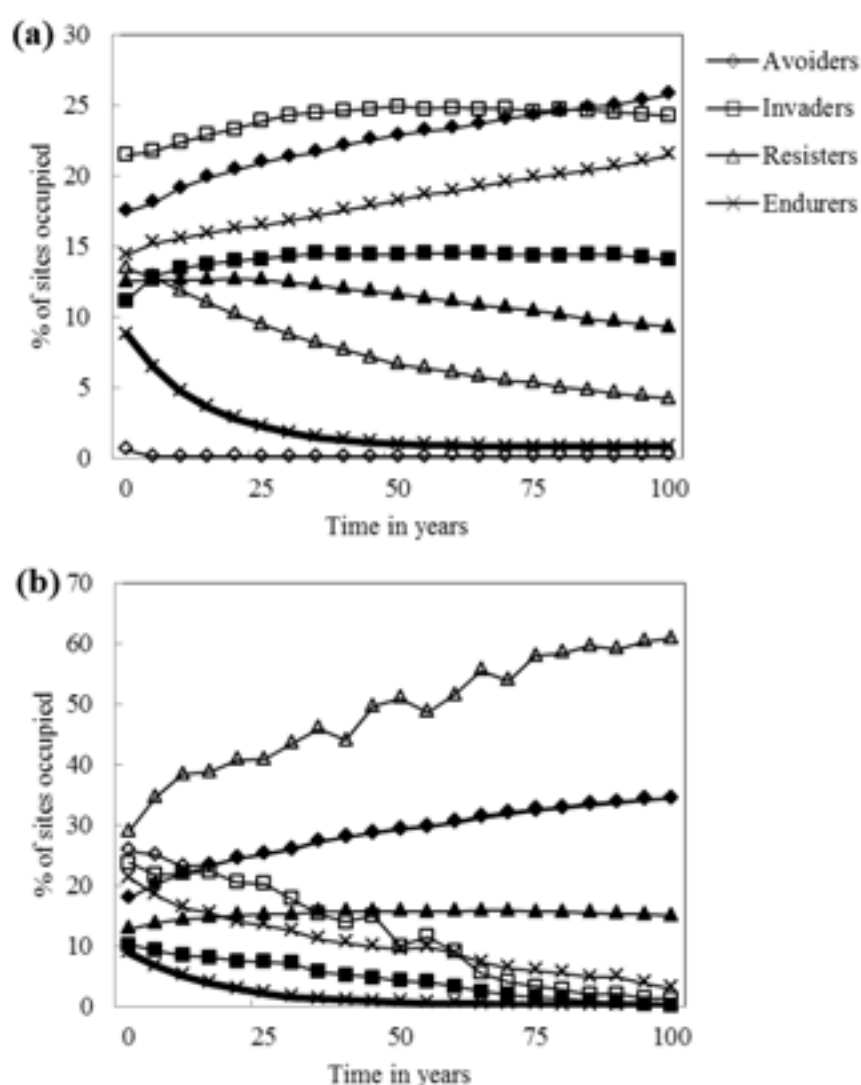 (a)
30
25
20
15
10
5
0
% of sites occupied
0 25 50 75 100
Time in years
Avoiders
Invaders
Resisters
Endurers
(b)
70
60
50
40
30
20
10
0
% of sites occupied
0 25 50 75 100
Time in years